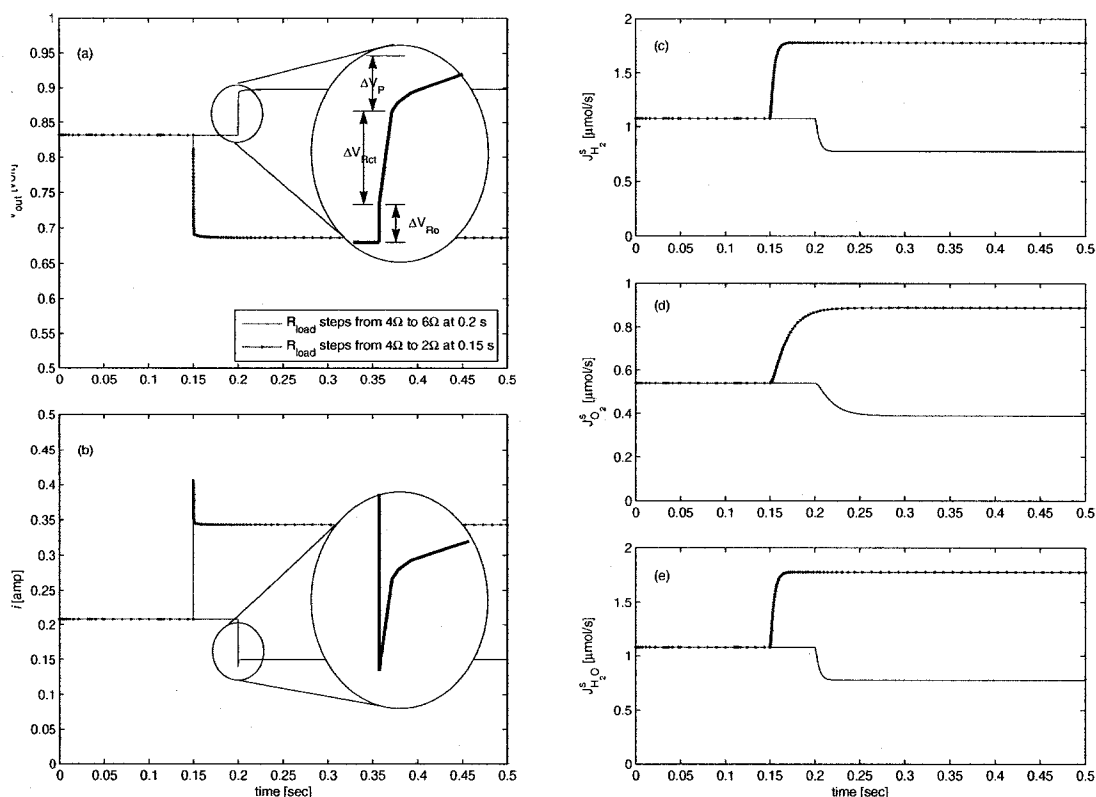 (a)
1
0.95
0.9
0.85
0.8
0.75
0.7
0.65
0.6
0.55
0.5
ΔV_P
ΔV_Rct
ΔV_Ro
R_load steps from 4Ω to 6Ω at 0.2 s
R_load steps from 4Ω to 2Ω at 0.15 s
0 0.05 0.1 0.15 0.2 0.25 0.3 0.35 0.4 0.45 0.5
(b)
i [amp]
0.5
0.45
0.4
0.35
0.3
0.25
0.2
0.15
0.1
0.05
0
0 0.05 0.1 0.15 0.2 0.25 0.3 0.35 0.4 0.45 0.5
time [sec]
(c)
J^s_H2 [μmol/s]
2
1.5
1
0.5
0
0 0.05 0.1 0.15 0.2 0.25 0.3 0.35 0.4 0.45 0.5
(d)
J^s_O2 [μmol/s]
1
0.8
0.6
0.4
0.2
0
0 0.05 0.1 0.15 0.2 0.25 0.3 0.35 0.4 0.45 0.5
(e)
J^s_H2O [μmol/s]
2
1.5
1
0.5
0
0 0.05 0.1 0.15 0.2 0.25 0.3 0.35 0.4 0.45 0.5
time [sec]